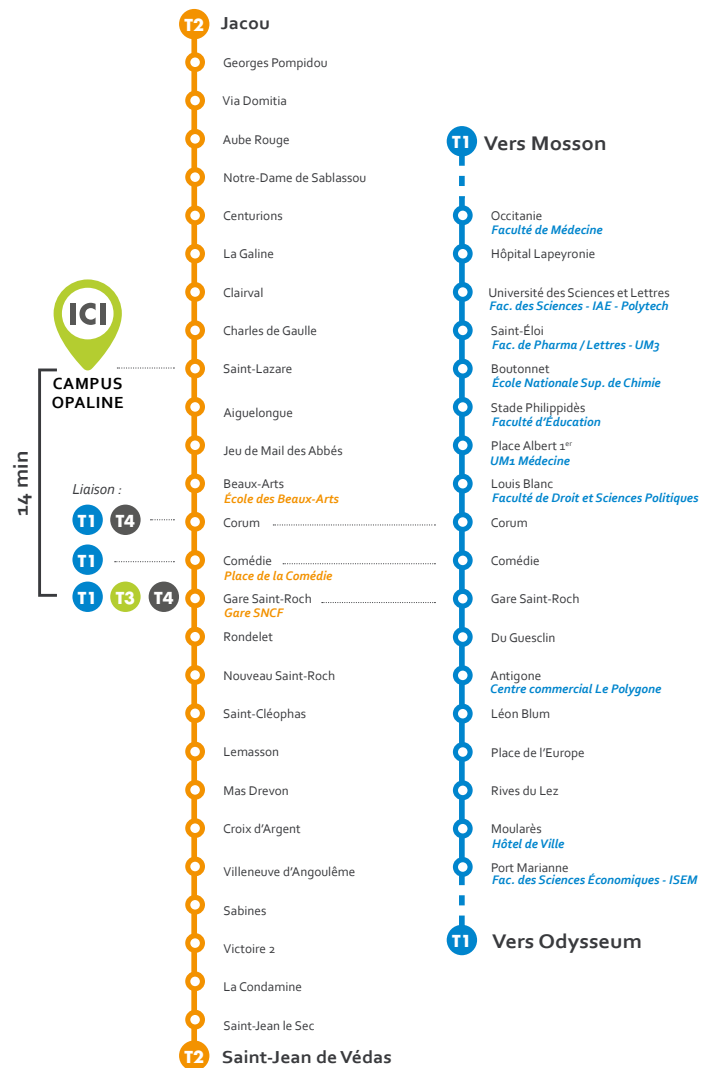 T2 Jacou
Georges Pompidou
Via Domitia
Aube Rouge
Notre-Dame de Sablassou
Centurions
La Galine
Clairval
Charles de Gaulle
Saint-Lazare
Aiguelongue
Jeu de Mail des Abbés
Beaux-Arts
École des Beaux-Arts
Corum
Comédie
Place de la Comédie
Gare Saint-Roch
Gare SNCF
Rondelet
Nouveau Saint-Roch
Saint-Cléophas
Lemasson
Mas Drevon
Croix d'Argent
Villeneuve d'Angoulême
Sabines
Victoire 2
La Condamine
Saint-Jean le Sec
T2 Saint-Jean de Védas
ICI
CAMPUS
OPALINE
14 min
Liaison :
T1 T4
T1
T1 T3 T4
T1 Vers Mosson
Occitanie
Faculté de Médecine
Hôpital Lapeyronie
Université des Sciences et Lettres
Fac. des Sciences - IAE - Polytech
Saint-Éloi
Fac. de Pharma / Lettres - UM3
Boutonnet
École Nationale Sup. de Chimie
Stade Philippidès
Faculté d'Éducation
Place Albert 1er
UM1 Médecine
Louis Blanc
Faculté de Droit et Sciences Politiques
Corum
Comédie
Gare Saint-Roch
Du Guesclin
Antigone
Centre commercial Le Polygone
Léon Blum
Place de l'Europe
Rives du Lez
Moularès
Hôtel de Ville
Port Marianne
Fac. des Sciences Économiques - ISEM
T1 Vers Odysseum